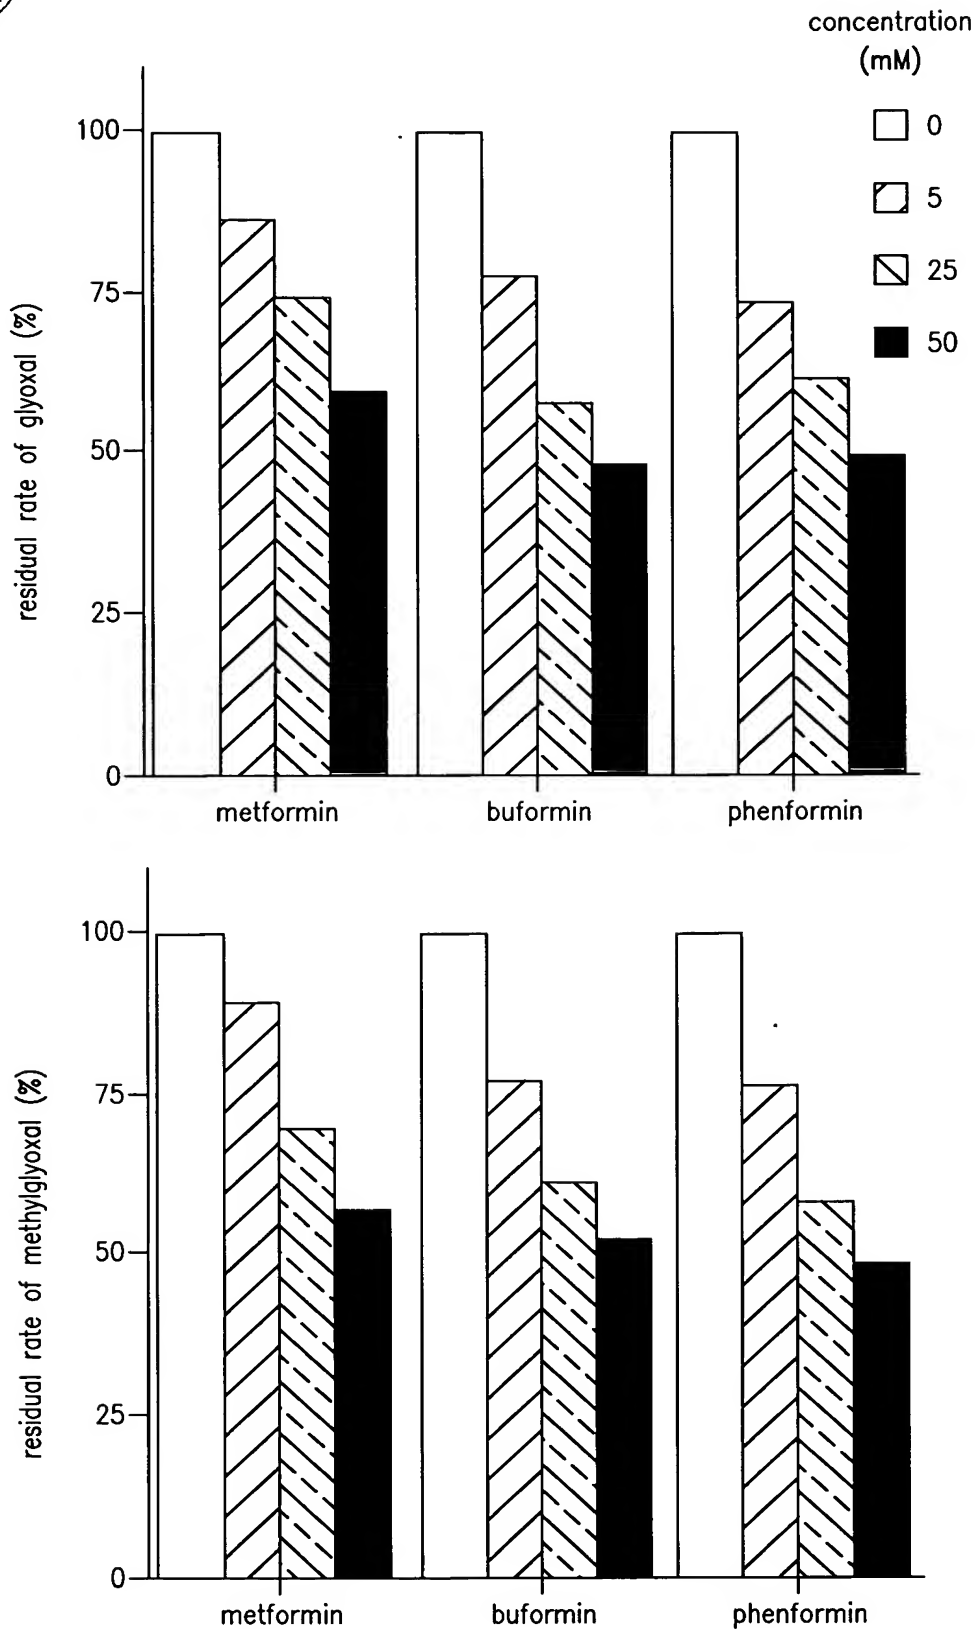 concentration
(mM)
0
5
25
50
residual rate of glyoxal (%)
100
75
50
25
0
metformin buformin phenformin
residual rate of methylglyoxal (%)
100
75
50
25
0
metformin buformin phenformin